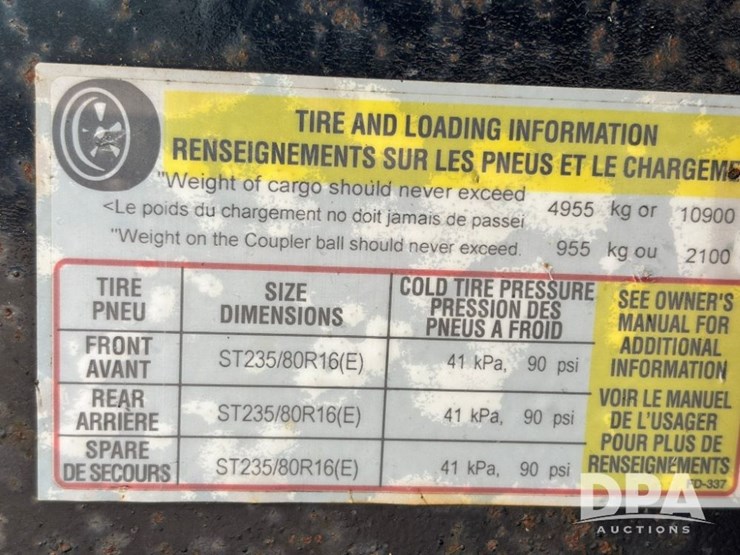 TIRE AND LOADING INFORMATION
RENSEIGNEMENTS SUR LES PNEUS ET LE CHARGEME
"Weight of cargo should never exceed
<Le poids du chargement no doit jamais de passei
4955 kg or 10900
"Weight on the Coupler ball should never exceed. 955 kg ou 2100
TIRE
PNEU
SIZE
DIMENSIONS
COLD TIRE PRESSURE
PRESSION DES
PNEUS A FROID
FRONT
AVANT
ST235/80R16(E)
41 kPa, 90 psi
REAR
ARRIÈRE
ST235/80R16(E)
41 kPa, 90 psi
SPARE
DE SECOURS
ST235/80R16(E)
41 kPa, 90 psi
SEE OWNER'S
MANUAL FOR
ADDITIONAL
INFORMATION
VOIR LE MANUEL
DE L'USAGER
POUR PLUS DE
RENSEIGNEMENTS
FD-337
DPA
AUCTIONS